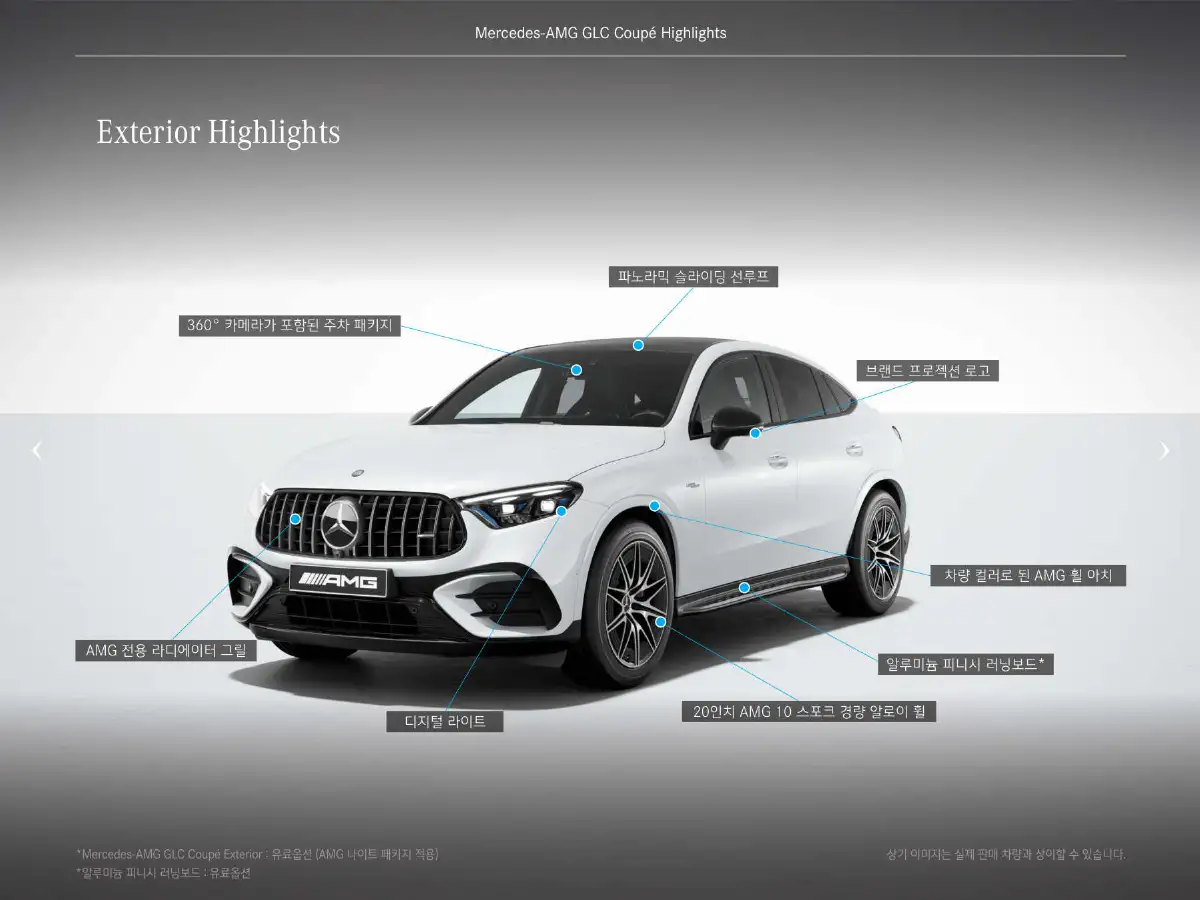 Mercedes-AMG GLC Coupé Highlights
Exterior Highlights
파노라믹 슬라이딩 선루프
360° 카메라가 포함된 주차 패키지
브랜드 프로젝션 로고
AMG
차량 컬러로 된 AMG 휠 아치
AMG 전용 라디에이터 그릴
알루미늄 피니시 러닝보드*
20인치 AMG 10 스포크 경량 알로이 휠
디지털 라이트
*Mercedes-AMG GLC Coupé Exterior : 유료옵션 (AMG 나이트 패키지 적용)
상기 이미지는 실제 판매 차량과 상이할 수 있습니다.
*알루미늄 피니시 러닝보드 : 유료옵션